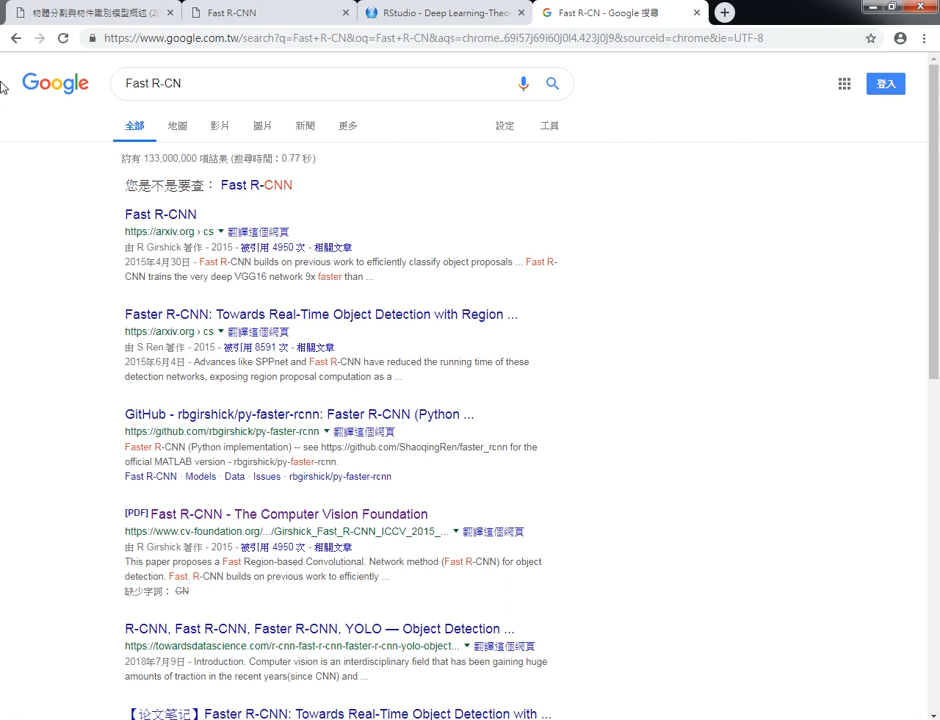 物體分割與物件識別模型概述 (2
Fast R-CNN
RStudio - Deep Learning-Theo
Fast R-CN - Google 搜尋
https://www.google.com.tw/search?q=Fast+R-CN&oq=Fast+R-CN&aqs=chrome..69i57j69i60j0l4.423j0j9&sourceid=chrome&ie=UTF-8
Google
Fast R-CN
登入
全部 地圖 影片 圖片 新聞 更多 設定 工具
約有 133,000,000 項結果 (搜尋時間：0.77 秒)
您是不是要查： Fast R-CNN
Fast R-CNN
https://arxiv.org › cs ▼ 翻譯這個網頁
由 R Girshick 著作 - 2015 - 被引用 4950 次 - 相關文章
2015年4月30日 - Fast R-CNN builds on previous work to efficiently classify object proposals ... Fast R-
CNN trains the very deep VGG16 network 9x faster than ...
Faster R-CNN: Towards Real-Time Object Detection with Region ...
https://arxiv.org › cs ▼ 翻譯這個網頁
由 S Ren 著作 - 2015 - 被引用 8591 次 - 相關文章
2015年6月4日 - Advances like SPPnet and Fast R-CNN have reduced the running time of these
detection networks, exposing region proposal computation as a ...
GitHub - rbgirshick/py-faster-rcnn: Faster R-CNN (Python ...
https://github.com/rbgirshick/py-faster-rcnn ▼ 翻譯這個網頁
Faster R-CNN (Python implementation) -- see https://github.com/ShaoqingRen/faster_rcnn for the
official MATLAB version - rbgirshick/py-faster-rcnn.
Fast R-CNN · Models · Data · Issues · rbgirshick/py-faster-rcnn
[PDF] Fast R-CNN - The Computer Vision Foundation
https://www.cv-foundation.org/.../Girshick_Fast_R-CNN_ICCV_2015_... ▼ 翻譯這個網頁
由 R Girshick 著作 - 2015 - 被引用 4950 次 - 相關文章
This paper proposes a Fast Region-based Convolutional. Network method (Fast R-CNN) for object
detection. Fast. R-CNN builds on previous work to efficiently ...
缺少字詞： CN
R-CNN, Fast R-CNN, Faster R-CNN, YOLO — Object Detection ...
https://towardsdatascience.com/r-cnn-fast-r-cnn-faster-r-cnn-yolo-object... ▼ 翻譯這個網頁
2018年7月9日 - Introduction. Computer vision is an interdisciplinary field that has been gaining huge
amounts of traction in the recent years(since CNN) and ...
【论文笔记】Faster R-CNN: Towards Real-Time Object Detection with ...